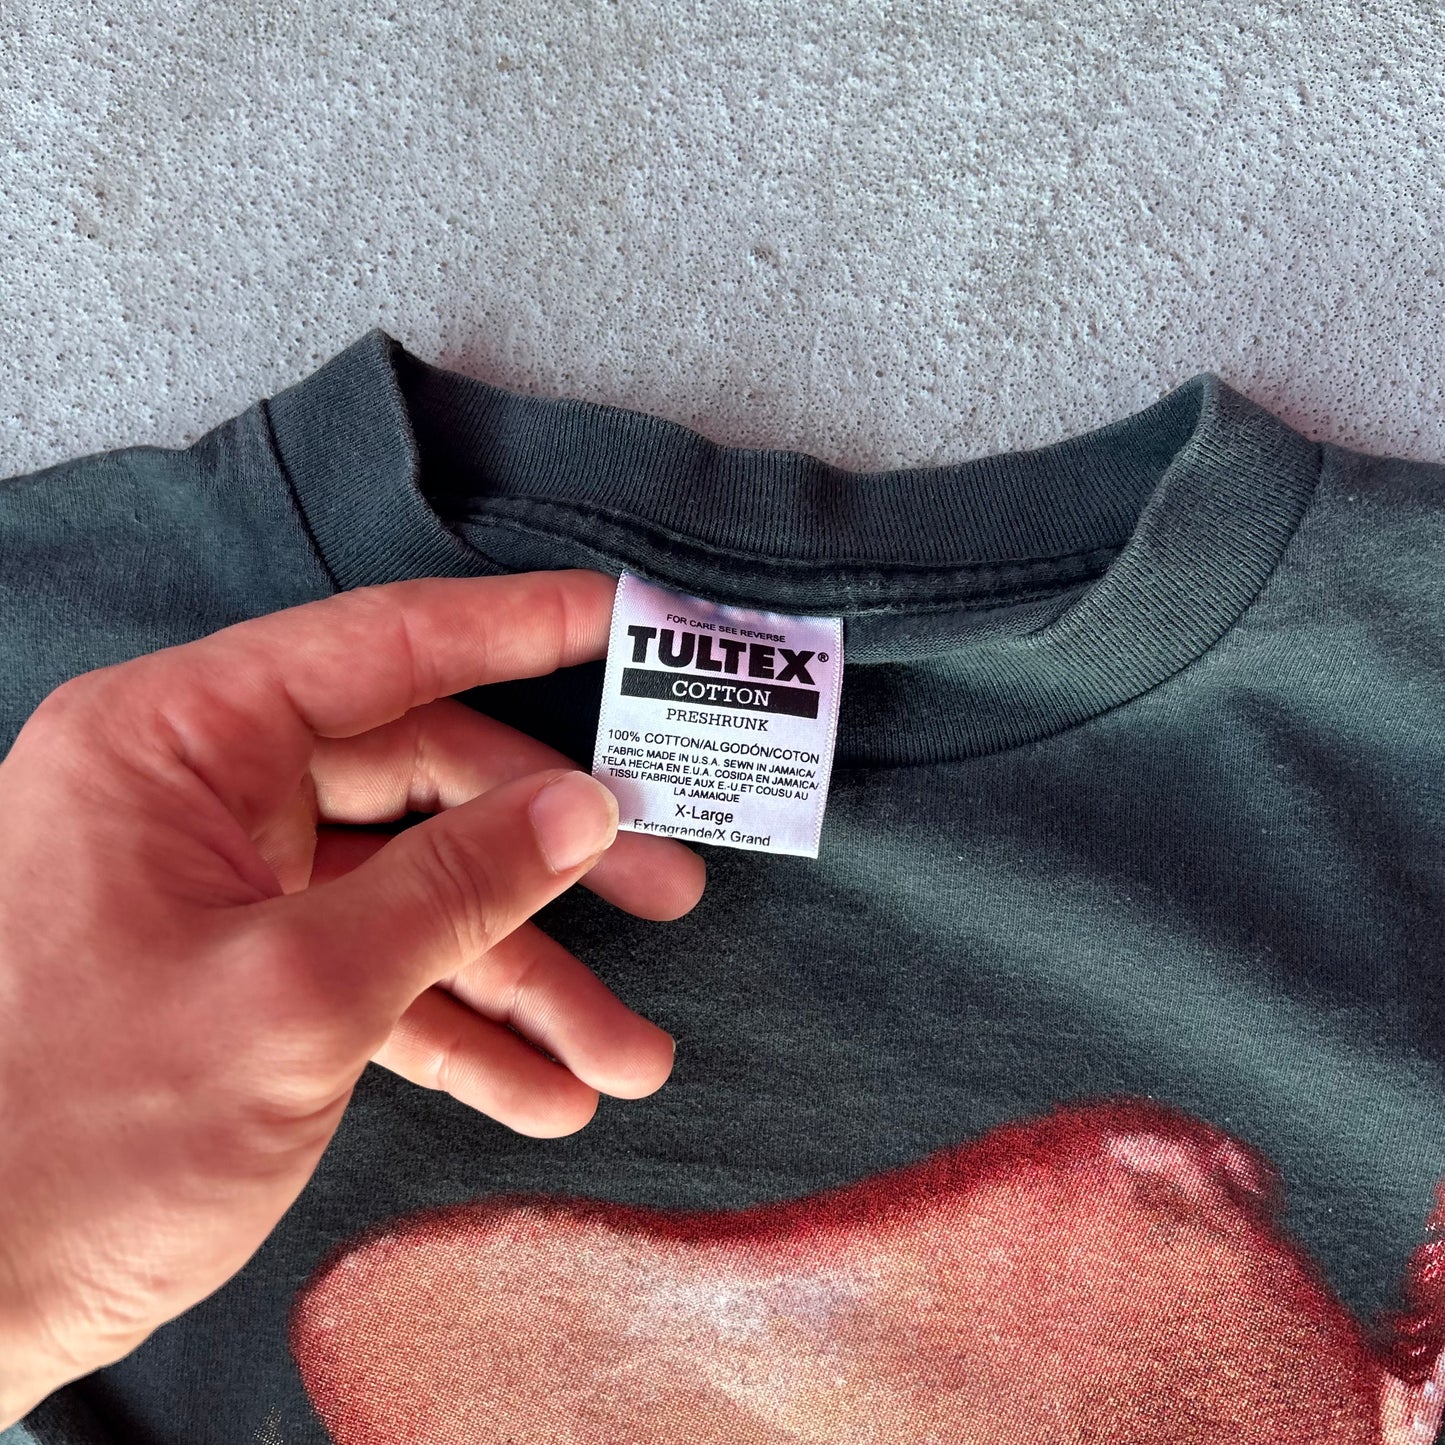 FOR CARE SEE REVERSE
TULTEX®
COTTON
PRESHRUNK
100% COTTON/ALGODÓN/COTON
FABRIC MADE IN U.S.A. SEWN IN JAMAICA/
TELA HECHA EN E.U.A. COSIDA EN JAMAICA/
TISSU FABRIQUE AUX E.-U.ET COUSU AU
LA JAMAIQUE
X-Large
Extragrande/X Grand